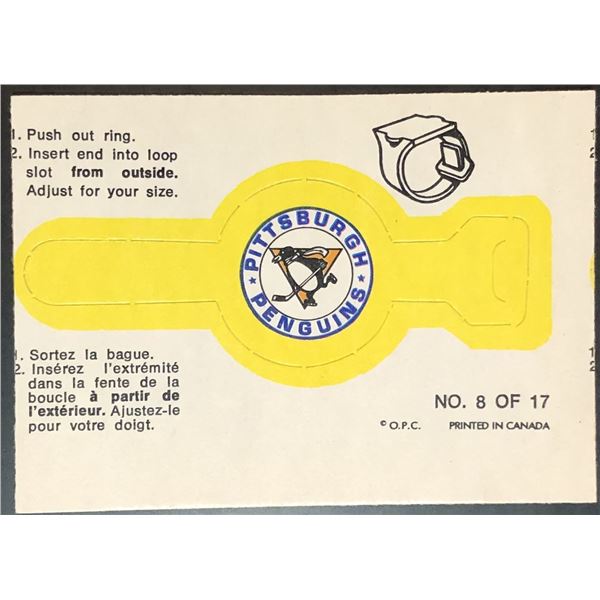 1. Push out ring.
2. Insert end into loop
slot from outside.
Adjust for your size.
PITTSBURGH
PENGUINS
1. Sortez la bague.
2. Insérez l'extrémité
dans la fente de la
boucle à partir de
l'extérieur. Ajustez-le
pour votre doigt.
NO. 8 OF 17
© O.P.C. PRINTED IN CANADA